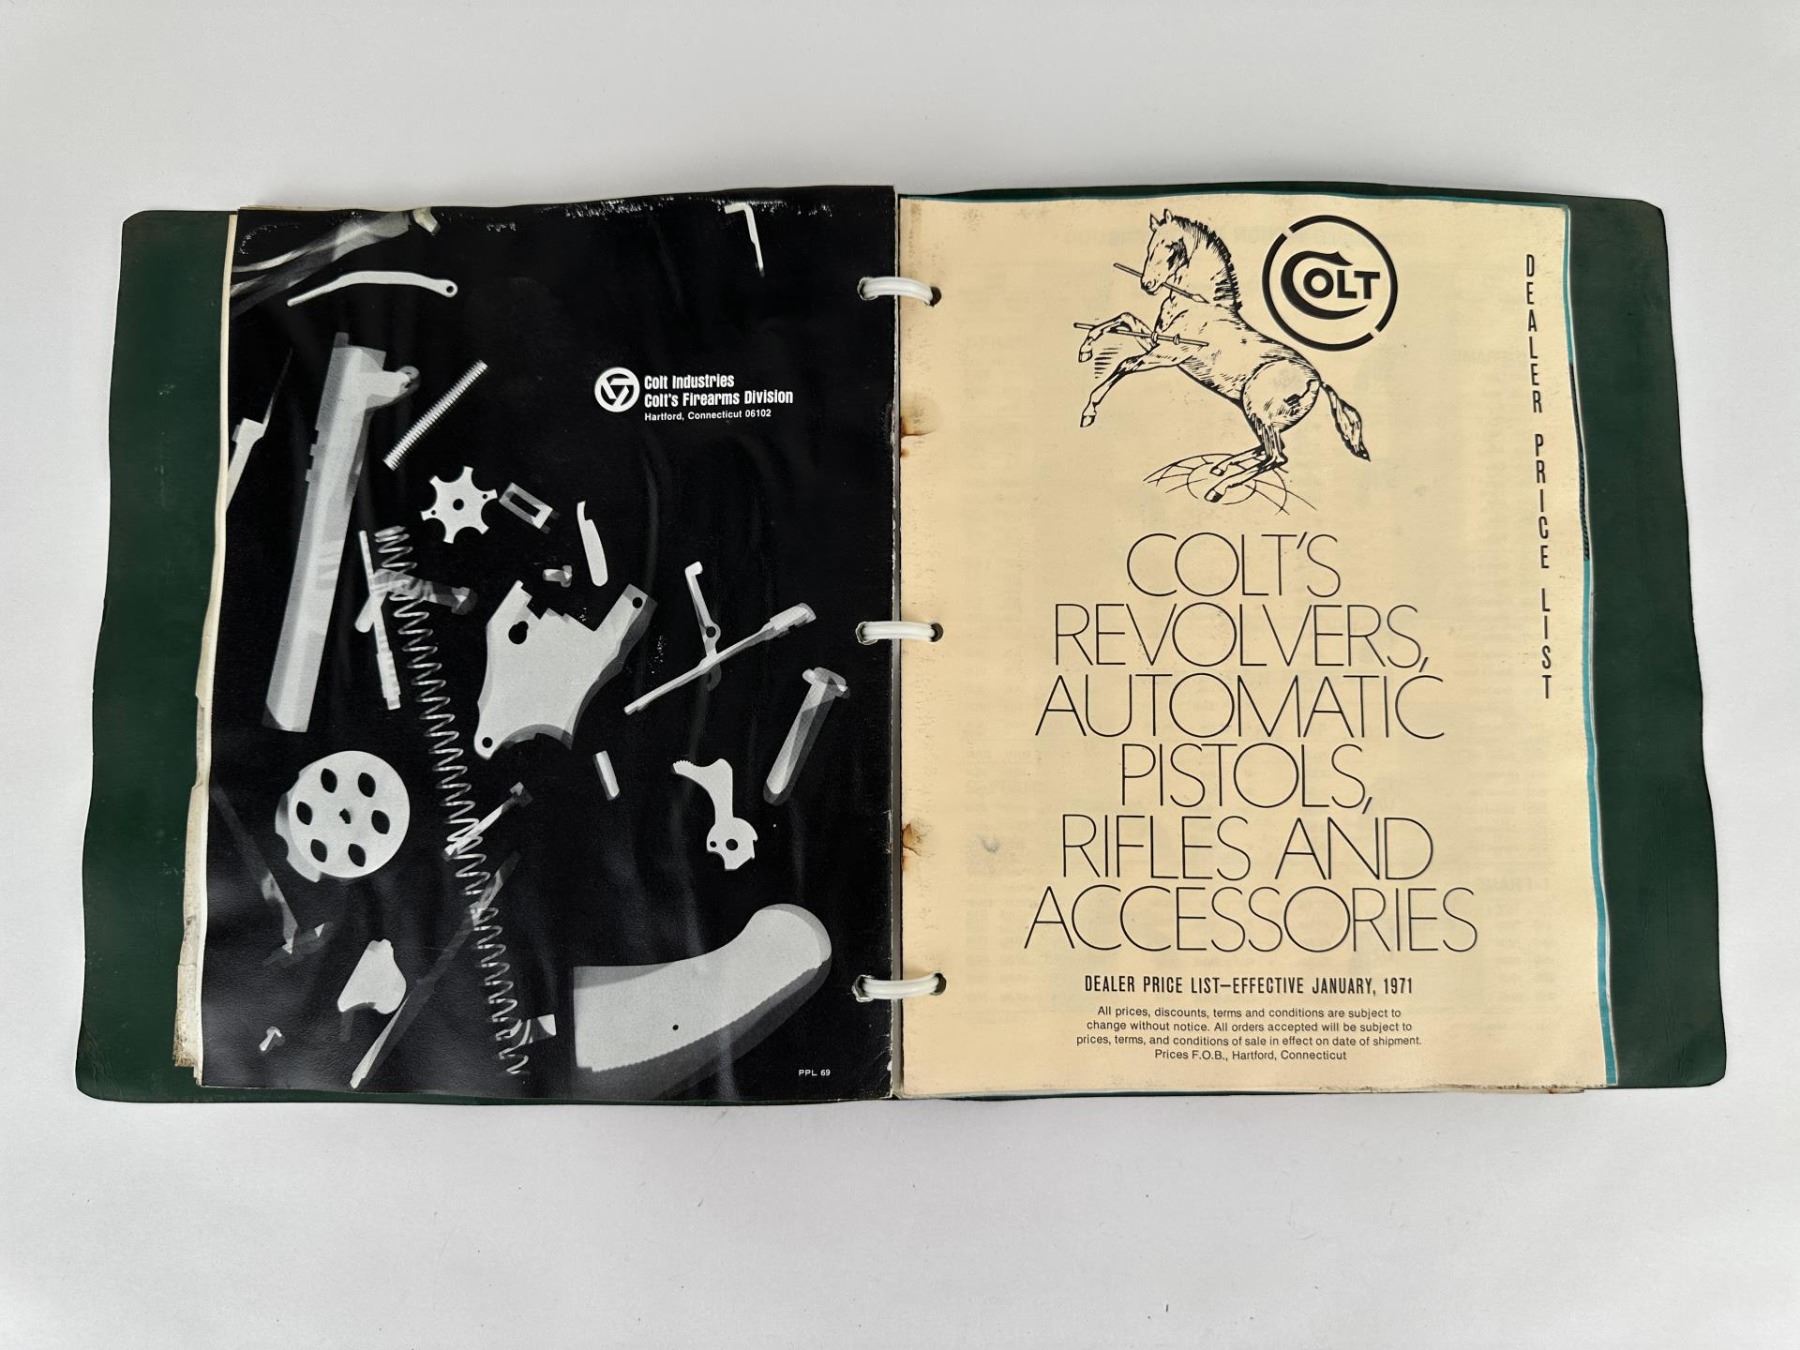 Colt Industries
Colt's Firearms Division
Hartford, Connecticut 06102
PPL 69
COLT
DEALER PRICE LIST
COLT'S
REVOLVERS,
AUTOMATIC
PISTOLS,
RIFLES AND
ACCESSORIES
DEALER PRICE LIST—EFFECTIVE JANUARY, 1971
All prices, discounts, terms and conditions are subject to
change without notice. All orders accepted will be subject to
prices, terms, and conditions of sale in effect on date of shipment.
Prices F.O.B., Hartford, Connecticut